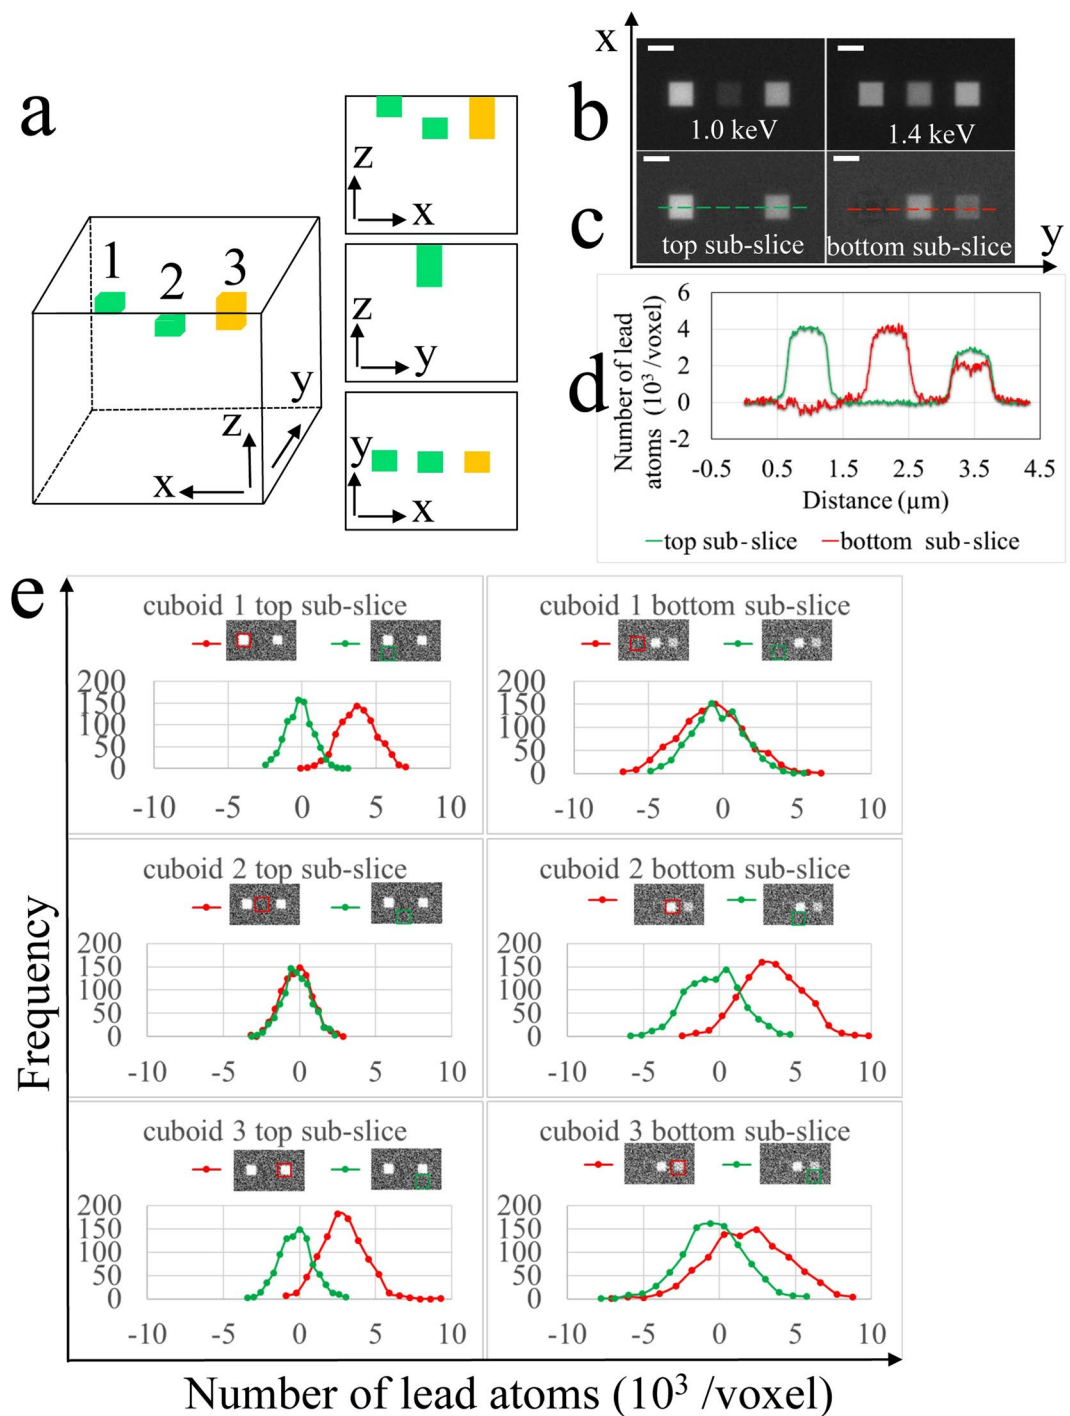 a
z
x
z
y
y
x
1 2 3
y
z
x
x
b
1.0 keV
1.4 keV
c
top sub-slice
bottom sub-slice
y
d
Number of lead
atoms (10³ /voxel)
6
4
2
0
-2
-0.5 0.5 1.5 2.5 3.5 4.5
Distance (µm)
top sub-slice bottom sub-slice
e
Frequency
cuboid 1 top sub-slice
200
150
100
50
0
-10 -5 0 5 10
cuboid 1 bottom sub-slice
200
150
100
50
0
-10 -5 0 5 10
cuboid 2 top sub-slice
200
150
100
50
0
-10 -5 0 5 10
cuboid 2 bottom sub-slice
200
150
100
50
0
-10 -5 0 5 10
cuboid 3 top sub-slice
200
150
100
50
0
-10 -5 0 5 10
cuboid 3 bottom sub-slice
200
150
100
50
0
-10 -5 0 5 10
Number of lead atoms (10³ /voxel)